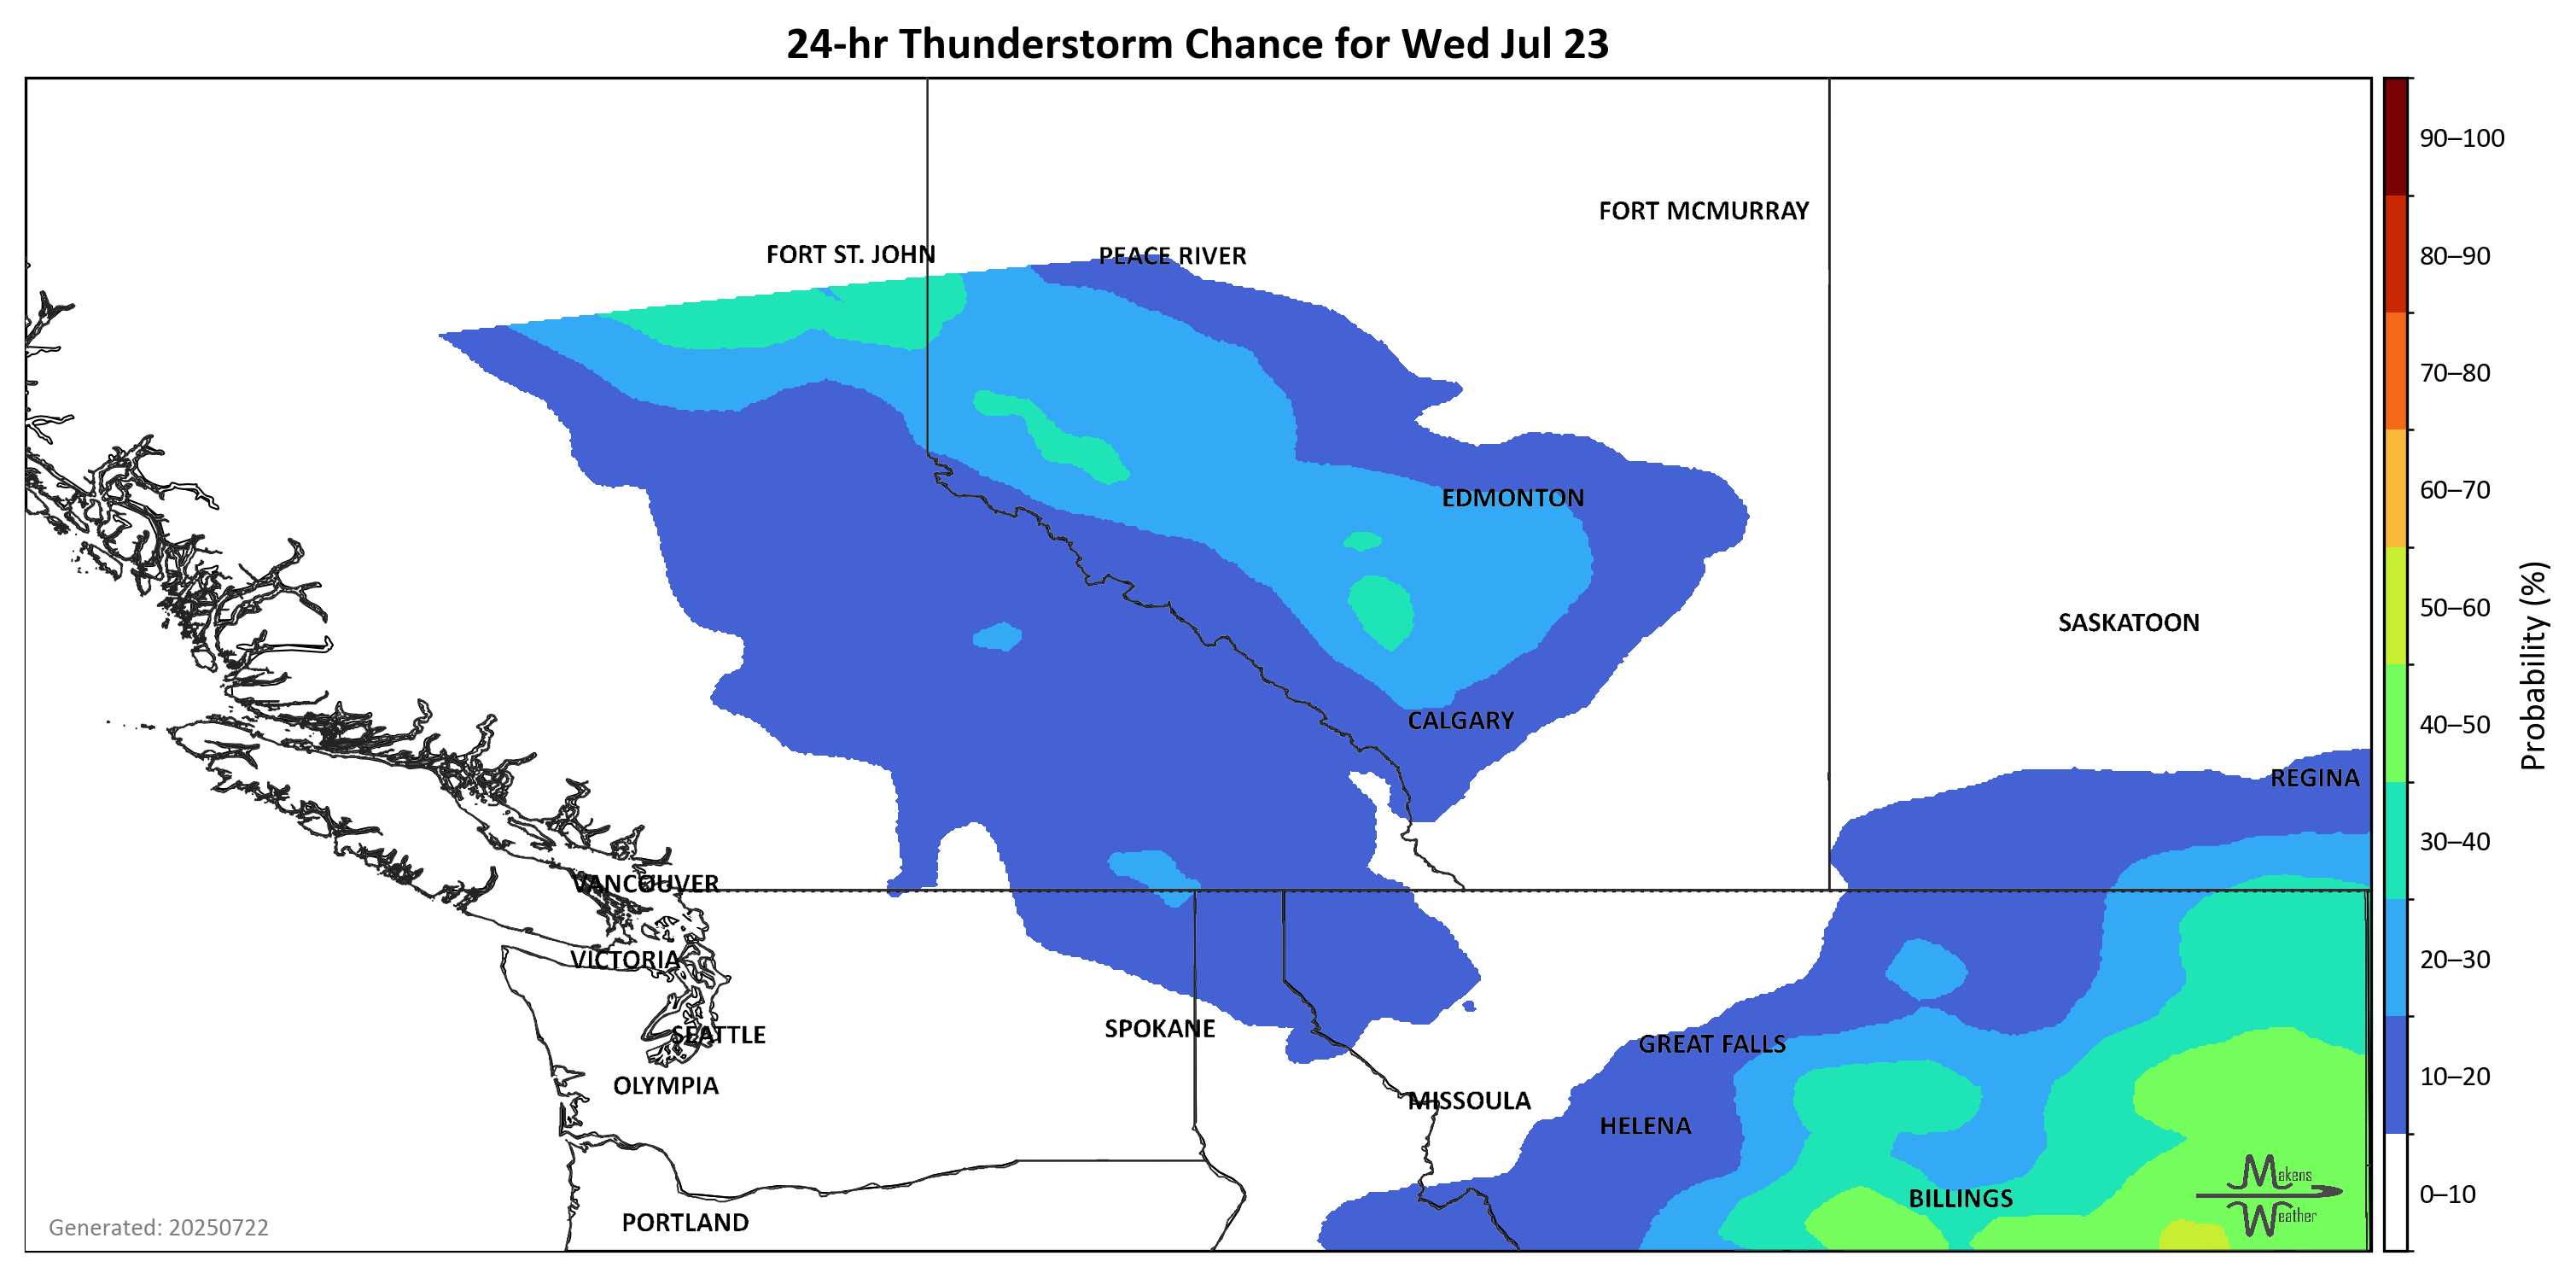 24-hr Thunderstorm Chance for Wed Jul 23
90–100
FORT MCMURRAY
FORT ST. JOHN
PEACE RIVER
80–90
70–80
EDMONTON
60–70
50–60
SASKATOON
Probability (%)
CALGARY
40–50
REGINA
30–40
VANCOUVER
VICTORIA
20–30
SPOKANE
SEATTLE
GREAT FALLS
10–20
OLYMPIA
MISSOULA
HELENA
Makens
Weather
0–10
BILLINGS
PORTLAND
Generated: 20250722